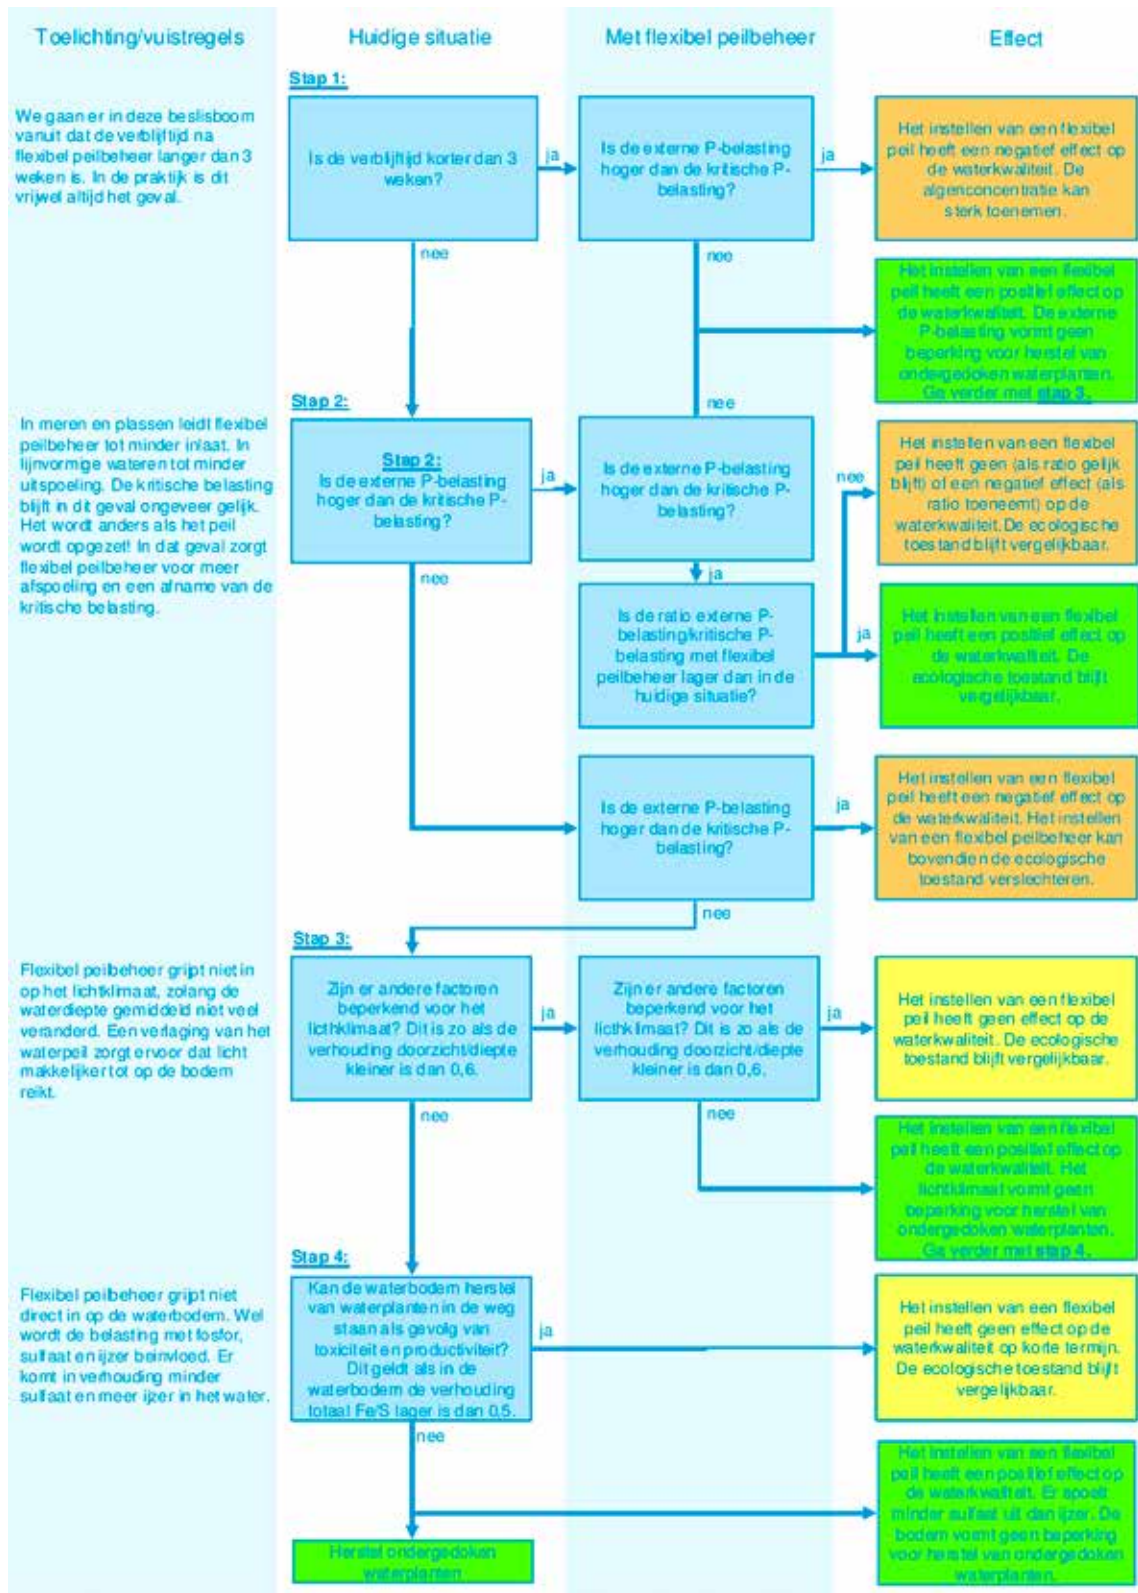 Toelichting/vuistregels
Huidige situatie
Met flexibel peilbeheer
Effect
Stap 1:
We gaan er in deze beslisboom
vanuit dat de verblijftijd na
flexibel peilbeheer langer dan 3
weken is. In de praktijk is dit
vrijwel altijd het geval.
Is de verblijftijd korter dan 3
weken?
ja
nee
Is de externe P-belasting
hoger dan de kritische P-
belasting?
ja
nee
Het instellen van een flexibel
peil heeft een negatief effect op
de waterkwaliteit. De
algenconcentratie kan
sterk toenemen.
Het instellen van een flexibel
peil heeft een positief effect op
de waterkwaliteit. De externe
P-belasting vormt geen
beperking voor herstel van
ondergedoken waterplanten.
Ga verder met stap 3.
Stap 2:
In meren en plassen leidt flexibel
peilbeheer tot minder inlaat. In
lijnvormige wateren tot minder
uitspoeling. De kritische belasting
blijft in dit geval ongeveer gelijk.
Het wordt anders als het peil
wordt opgezet! In dat geval zorgt
flexibel peilbeheer voor meer
afspoeling en een afname van de
kritische belasting.
Stap 2:
Is de externe P-belasting
hoger dan de kritische P-
belasting?
ja
nee
nee
Is de externe P-belasting
hoger dan de kritische P-
belasting?
ja
Is de ratio externe P-
belasting/kritische P-
belasting met flexibel
peilbeheer lager dan in de
huidige situatie?
nee
ja
Het instellen van een flexibel
peil heeft geen (als ratio gelijk
blijft) of een negatief effect (als
ratio toeneemt) op de
waterkwaliteit. De ecologische
toestand blijft vergelijkbaar.
Het instellen van een flexibel
peil heeft een positief effect op
de waterkwaliteit. De
ecologische toestand blijft
vergelijkbaar.
Is de externe P-belasting
hoger dan de kritische P-
belasting?
ja
nee
Het instellen van een flexibel
peil heeft een negatief effect op
de waterkwaliteit. Het instellen
van een flexibel peilbeheer kan
bovendien de ecologische
toestand verslechteren.
Stap 3:
Flexibel peilbeheer grijpt niet in
op het lichtklimaat, zolang de
waterdiepte gemiddeld niet veel
veranderd. Een verlaging van het
waterpeil zorgt ervoor dat licht
makkelijker tot op de bodem
reikt.
Zijn er andere factoren
beperkend voor het
licthklimaat? Dit is zo als de
verhouding doorzicht/diepte
kleiner is dan 0,6.
ja
nee
Zijn er andere factoren
beperkend voor het
licthklimaat? Dit is zo als de
verhouding doorzicht/diepte
kleiner is dan 0,6.
ja
nee
Het instellen van een flexibel
peil heeft geen effect op de
waterkwaliteit. De ecologische
toestand blijft vergelijkbaar.
Het instellen van een flexibel
peil heeft een positief effect op
de waterkwaliteit. Het
lichtklimaat vormt geen
beperking voor herstel van
ondergedoken waterplanten.
Ga verder met stap 4.
Stap 4:
Flexibel peilbeheer grijpt niet
direct in op de waterbodem. Wel
wordt de belasting met fosfor,
sulfaat en ijzer beinvloed. Er
komt in verhouding minder
sulfaat en meer ijzer in het water.
Kan de waterbodem herstel
van waterplanten in de weg
staan als gevolg van
toxiciteit en productiviteit?
Dit geldt als in de
waterbodem de verhouding
totaal Fe/S lager is dan 0,5.
ja
nee
Het instellen van een flexibel
peil heeft geen effect op de
waterkwaliteit op korte termijn.
De ecologische toestand blijft
vergelijkbaar.
Het instellen van een flexibel
peil heeft een positief effect op
de waterkwaliteit. Er spoelt
minder sulfaat uit dan ijzer. De
bodem vormt geen beperking
voor herstel van ondergedoken
waterplanten.
Herstel ondergedoken
waterplanten